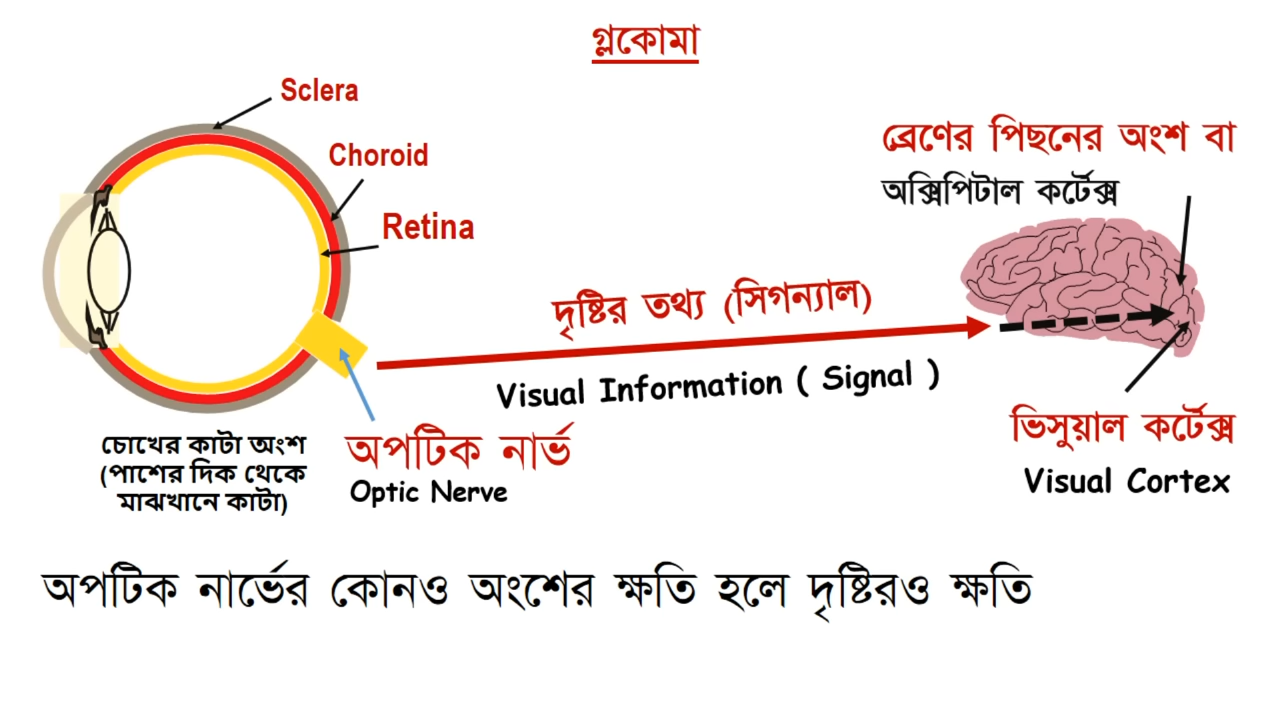 গ্লকোমা
Sclera
Choroid
Retina
ব্রেণের পিছনের অংশ বা
অক্সিপিটাল কর্টেক্স
দৃষ্টির তথ্য (সিগন্যাল)
Visual Information ( Signal )
ভিসুয়াল কর্টেক্স
Visual Cortex
চোখের কাটা অংশ
(পাশের দিক থেকে
মাঝখানে কাটা)
অপটিক নার্ভ
Optic Nerve
অপটিক নার্ভের কোনও অংশের ক্ষতি হলে দৃষ্টিরও ক্ষতি